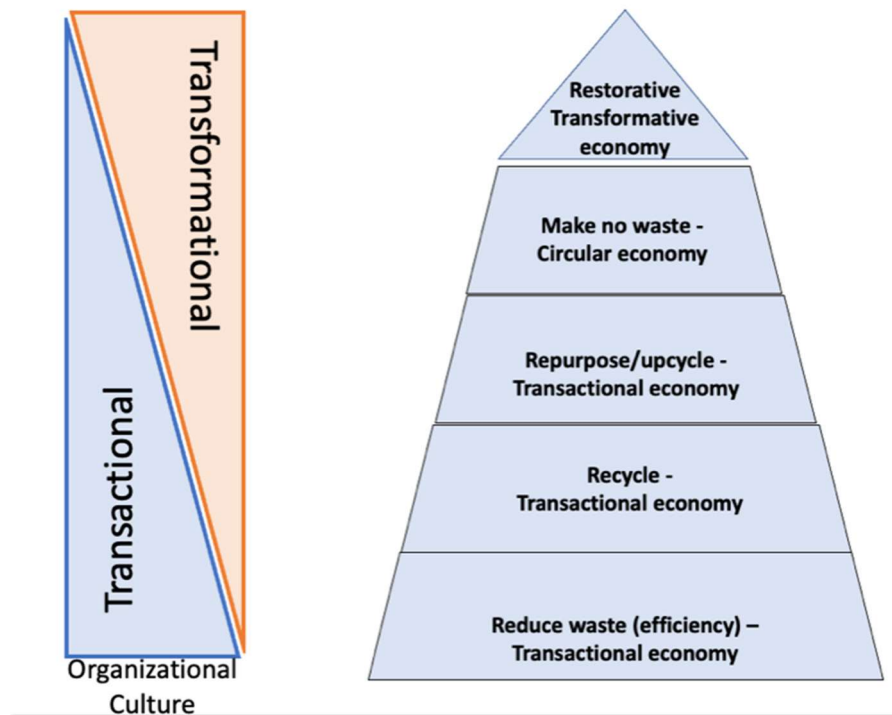 Transformational
Transactional
Organizational
Culture
Restorative
Transformative
economy
Make no waste -
Circular economy
Repurpose/upcycle -
Transactional economy
Recycle -
Transactional economy
Reduce waste (efficiency) –
Transactional economy